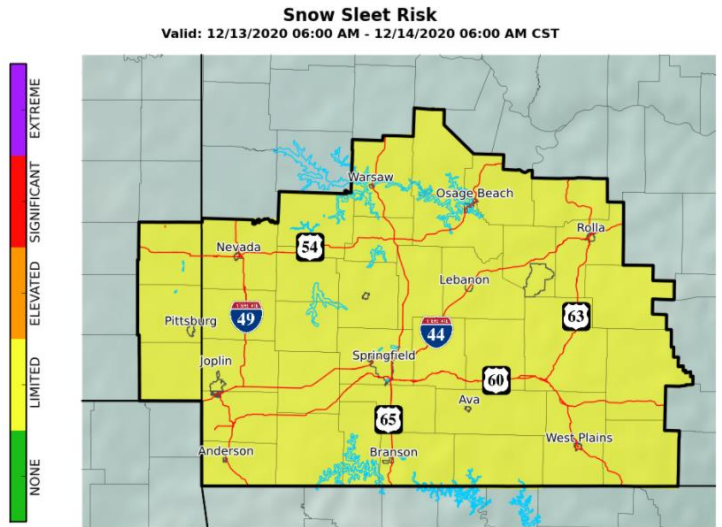 Snow Sleet Risk
Valid: 12/13/2020 06:00 AM - 12/14/2020 06:00 AM CST
EXTREME
SIGNIFICANT
ELEVATED
LIMITED
NONE
Warsaw
Osage Beach
Rolla
54
Nevada
Lebanon
49
63
Pittsburg
44
Springfield
Joplin
60
Ava
65
West Plains
Anderson
Branson